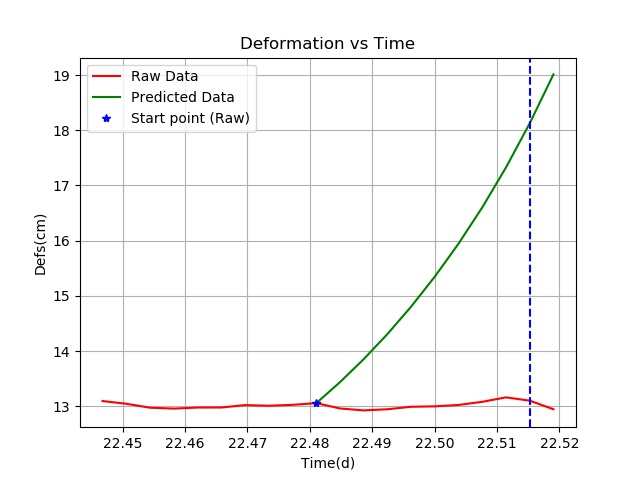 Deformation vs Time
Raw Data
Predicted Data
Start point (Raw)
19
18
17
16
15
14
13
Defs(cm)
22.45 22.46 22.47 22.48 22.49 22.50 22.51 22.52
Time(d)